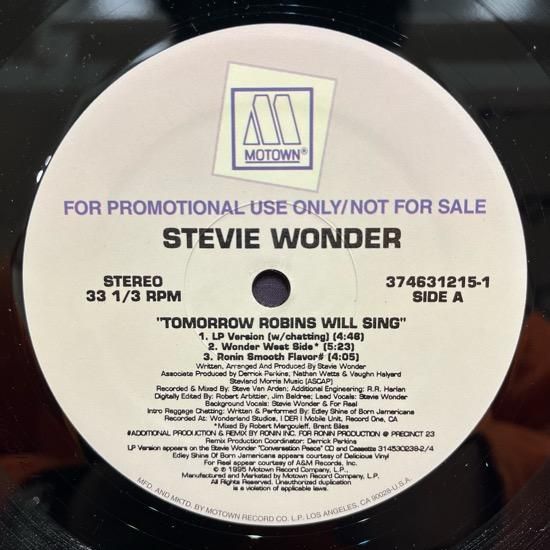 MOTOWN®
FOR PROMOTIONAL USE ONLY/NOT FOR SALE
STEVIE WONDER
STEREO
33 1/3 RPM
374631215-1
SIDE A
"TOMORROW ROBINS WILL SING"
1. LP Version (w/chatting) (4:46)
2. Wonder West Side* (5:23)
3. Ronin Smooth Flavor# (4:05)
Written, Arranged And Produced By Stevie Wonder
Associate Produced by Derrick Perkins, Nathan Watts & Vaughn Halyard
Stevland Morris Music (ASCAP)
Recorded & Mixed By: Steve Van Arden; Additional Engineering: R.R. Harlan
Digitally Edited By: Robert Arbittier, Jim Baldree; Lead Vocals: Stevie Wonder
Background Vocals: Stevie Wonder & For Real
Intro Reggae Chatting: Written & Performed By: Edley Shine Of Born Jamericans
Recorded At: Wonderland Studios, I DER I Mobile Unit, Record One, CA
*Mixed By Robert Margouleff, Brant Biles
#ADDITIONAL PRODUCTION & REMIX BY RONIN INC. FOR RONIN PRODUCTION @ PRECINCT 23
Remix Production Coordinator: Derrick Perkins
LP Version appears on the Stevie Wonder "Conversation Peace" CD and Cassette 314530238-2/4
Edley Shine Of Born Jamericans appears courtesy of Delicious Vinyl
For Real appear courtesy of A&M Records, Inc.
℗ © 1995 Motown Record Company, L.P.,
Manufactured and Marketed by Motown Record Company, L.P.
All Rights Reserved. Unauthorized duplication
is a violation of applicable laws.
MFD. AND MKTD. BY MOTOWN RECORD CO. L.P. LOS ANGELES, CA 90028-U.S.A.